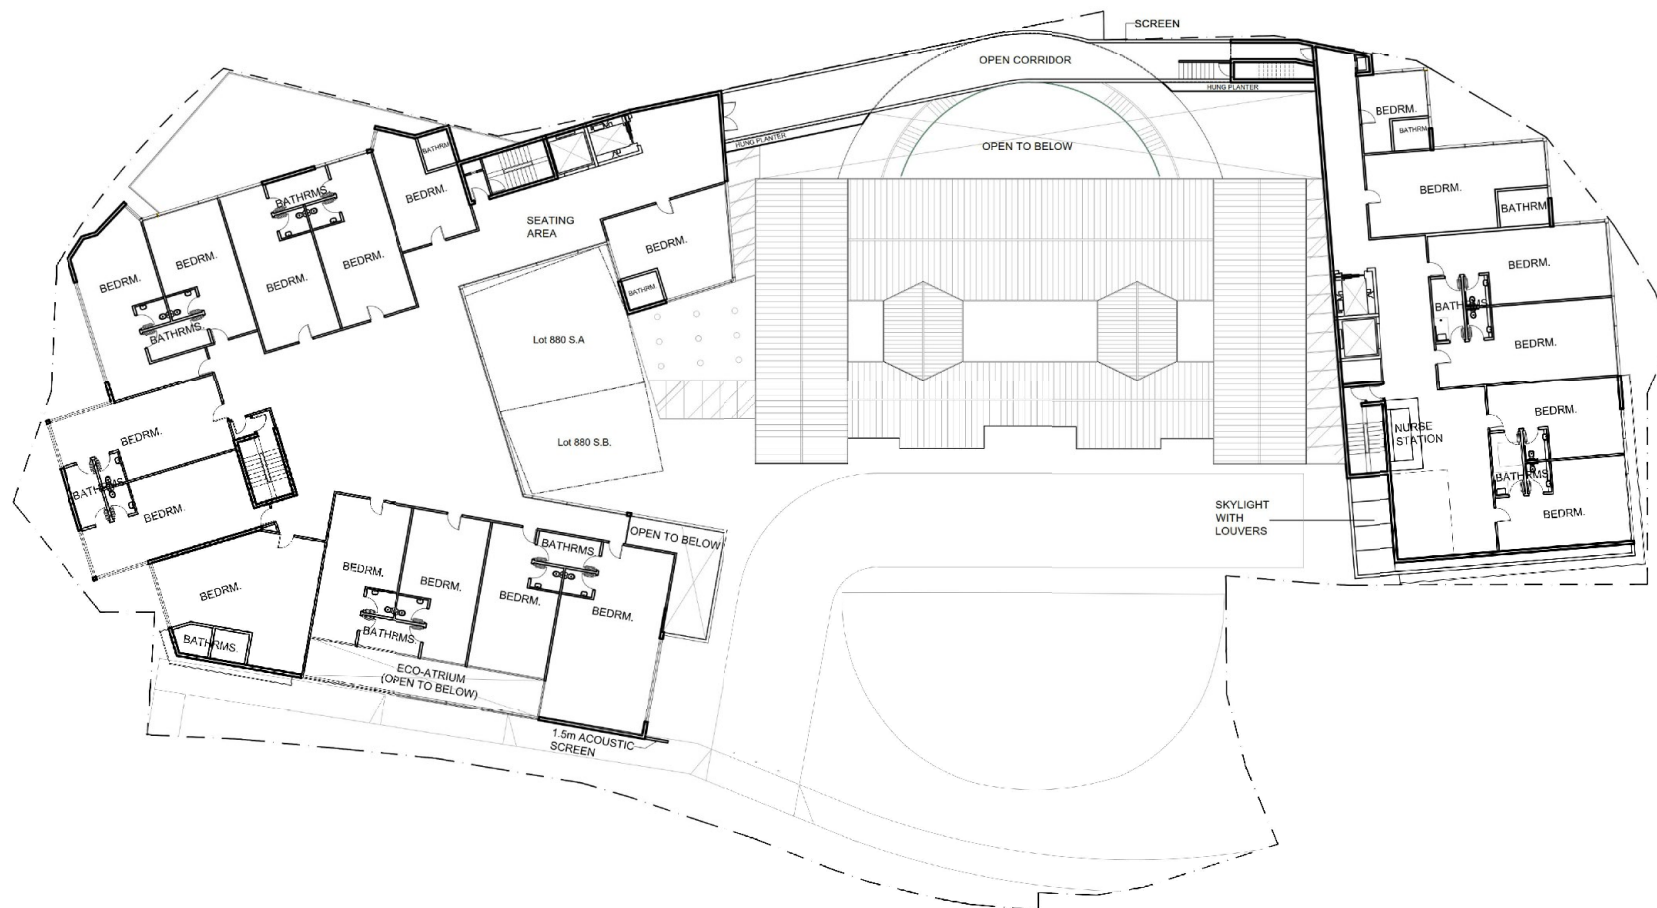 SCREEN
OPEN CORRIDOR
HUNG PLANTER
BEDRM.
BATHRM.
HUNG PLANTER
OPEN TO BELOW
BATHRM.
BEDRM.
BATHRMS.
BEDRM.
BATHRM.
SEATING
AREA
BEDRM.
BATHRM.
BEDRM.
BEDRM.
BEDRM.
BEDRM.
BATHRMS.
BEDRM.
BATHRMS.
BEDRM.
BATHRMS.
BEDRM.
Lot 880 S.A
Lot 880 S.B.
BEDRM.
BATHRMS.
BEDRM.
NURSE
STATION
BEDRM.
BATHRMS.
BEDRM.
SKYLIGHT
WITH
LOUVERS
OPEN TO BELOW
BATHRMS.
BEDRM.
BEDRM.
BEDRM.
BEDRM.
BEDRM.
BATHRMS.
BATHRMS.
ECO-ATRIUM
(OPEN TO BELOW)
1.5m ACOUSTIC
SCREEN